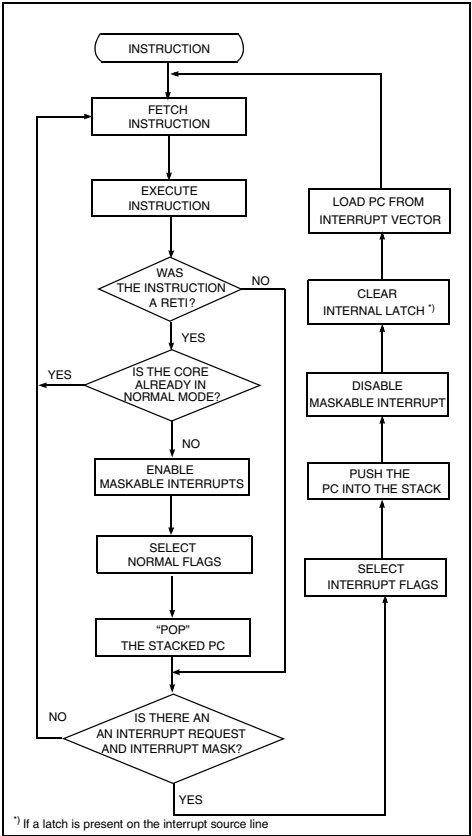 INSTRUCTION
FETCH
INSTRUCTION
EXECUTE
INSTRUCTION
WAS
THE INSTRUCTION
A RETI?
NO
YES
IS THE CORE
ALREADY IN
NORMAL MODE?
YES
NO
ENABLE
MASKABLE INTERRUPTS
SELECT
NORMAL FLAGS
“POP”
THE STACKED PC
IS THERE AN
AN INTERRUPT REQUEST
AND INTERRUPT MASK?
NO
YES
SELECT
INTERRUPT FLAGS
PUSH THE
PC INTO THE STACK
DISABLE
MASKABLE INTERRUPT
CLEAR
INTERNAL LATCH *)
LOAD PC FROM
INTERRUPT VECTOR
*) If a latch is present on the interrupt source line